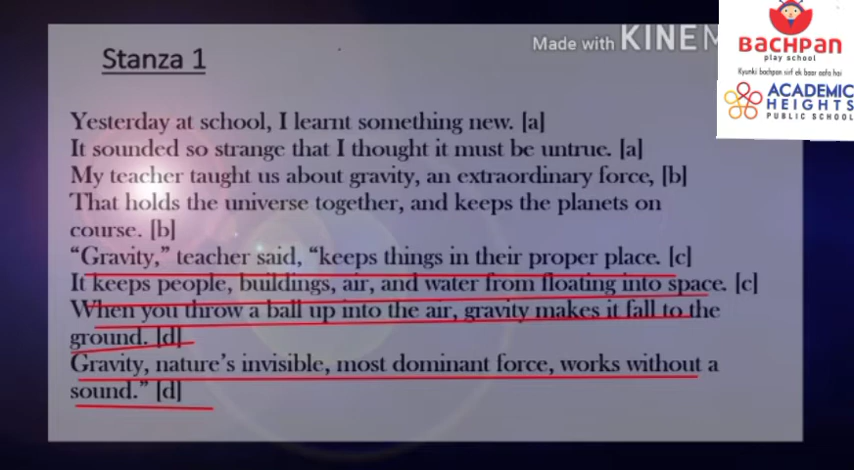 Stanza 1
Made with KINEM
BACHPAN
play school
Kyunki bachpan sirf ek baar aata hai
ACADEMIC
HEIGHTS
PUBLIC SCHOOL
Yesterday at school, I learnt something new. [a]
It sounded so strange that I thought it must be untrue. [a]
My teacher taught us about gravity, an extraordinary force, [b]
That holds the universe together, and keeps the planets on
course. [b]
“Gravity,” teacher said, “keeps things in their proper place. [c]
It keeps people, buildings, air, and water from floating into space. [c]
When you throw a ball up into the air, gravity makes it fall to the
ground. [d]
Gravity, nature’s invisible, most dominant force, works without a
sound.” [d]